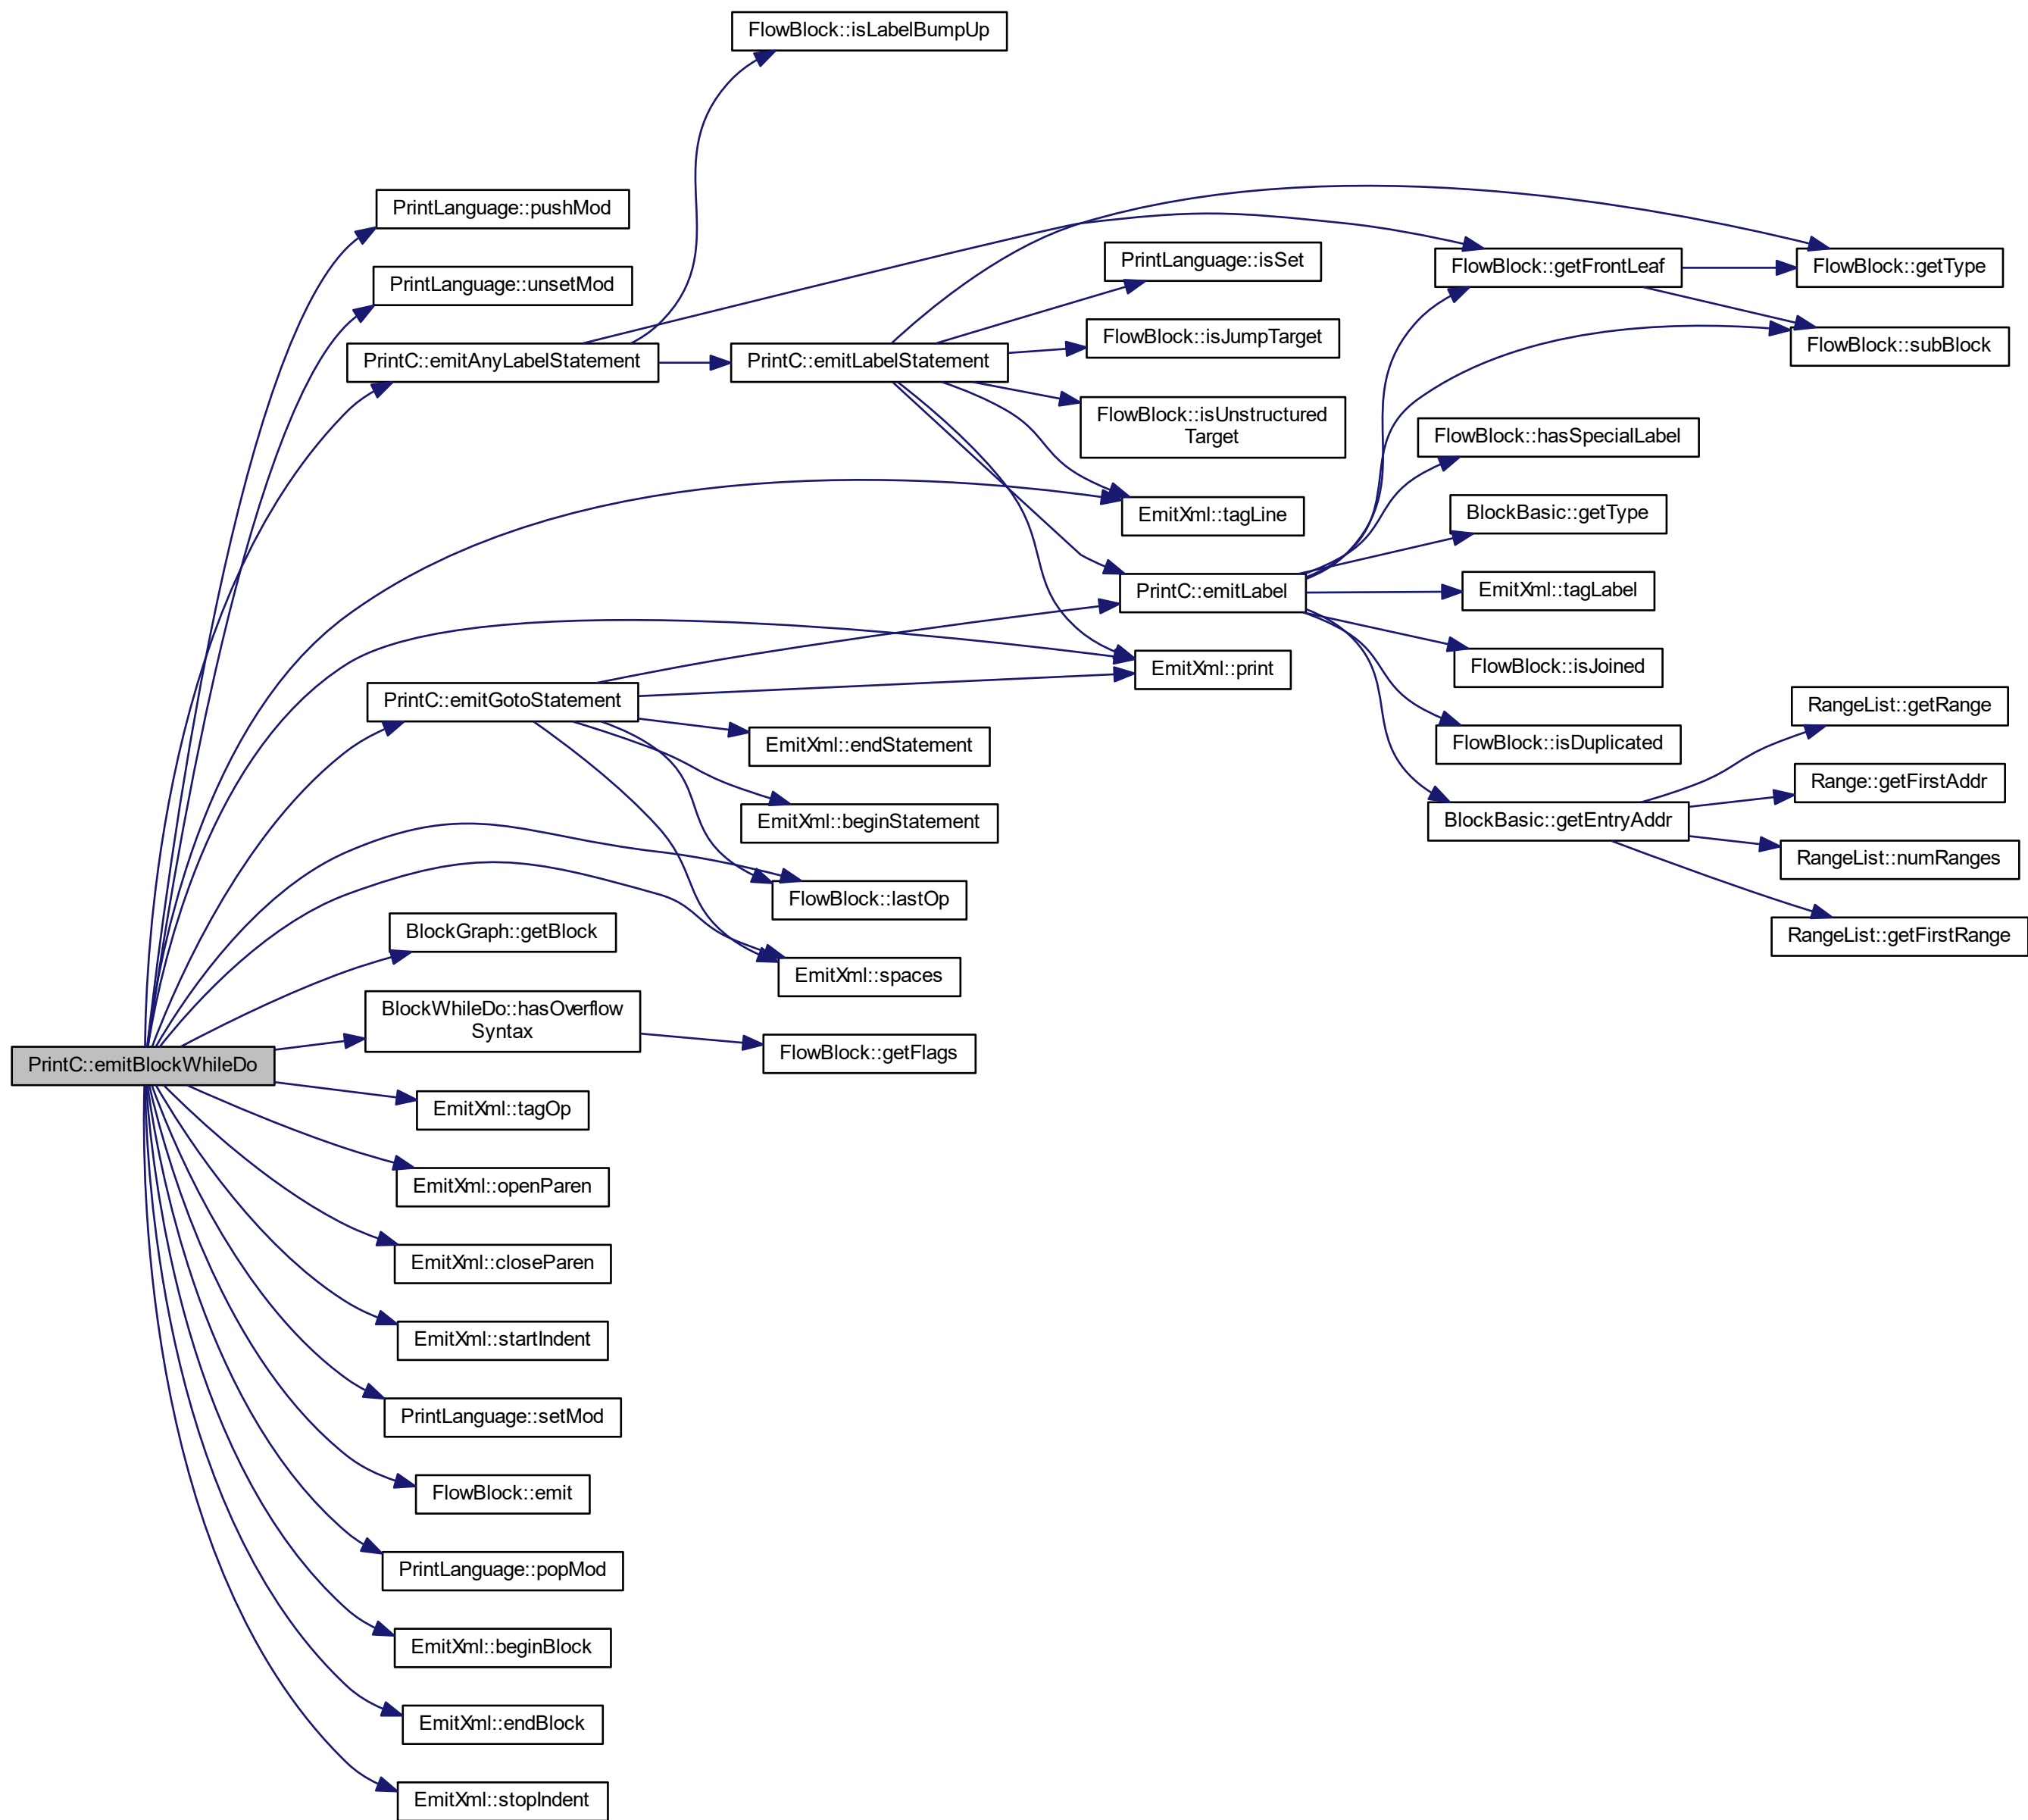 FlowBlock::isLabelBumpUp
PrintLanguage::pushMod
PrintLanguage::unsetMod
PrintLanguage::isSet
FlowBlock::getFrontLeaf
FlowBlock::getType
FlowBlock::isJumpTarget
FlowBlock::subBlock
PrintC::emitAnyLabelStatement
PrintC::emitLabelStatement
FlowBlock::isUnstructured
Target
FlowBlock::hasSpecialLabel
EmitXml::tagLine
BlockBasic::getType
PrintC::emitLabel
EmitXml::tagLabel
EmitXml::print
FlowBlock::isJoined
PrintC::emitGotoStatement
EmitXml::endStatement
FlowBlock::isDuplicated
RangeList::getRange
EmitXml::beginStatement
BlockBasic::getEntryAddr
Range::getFirstAddr
RangeList::numRanges
FlowBlock::lastOp
RangeList::getFirstRange
BlockGraph::getBlock
EmitXml::spaces
BlockWhileDo::hasOverflow
Syntax
FlowBlock::getFlags
PrintC::emitBlockWhileDo
EmitXml::tagOp
EmitXml::openParen
EmitXml::closeParen
EmitXml::startIndent
PrintLanguage::setMod
FlowBlock::emit
PrintLanguage::popMod
EmitXml::beginBlock
EmitXml::endBlock
EmitXml::stopIndent